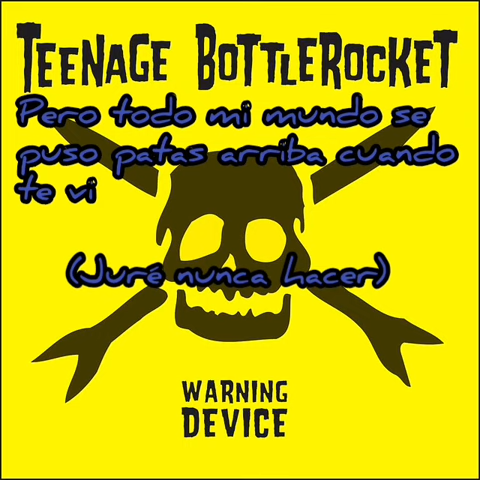 TEENAGE BOTTLEROCKET
Pero todo mi mundo se
puso patas arriba cuando
te vi
(Juré nunca hacer)
WARNING
DEVICE